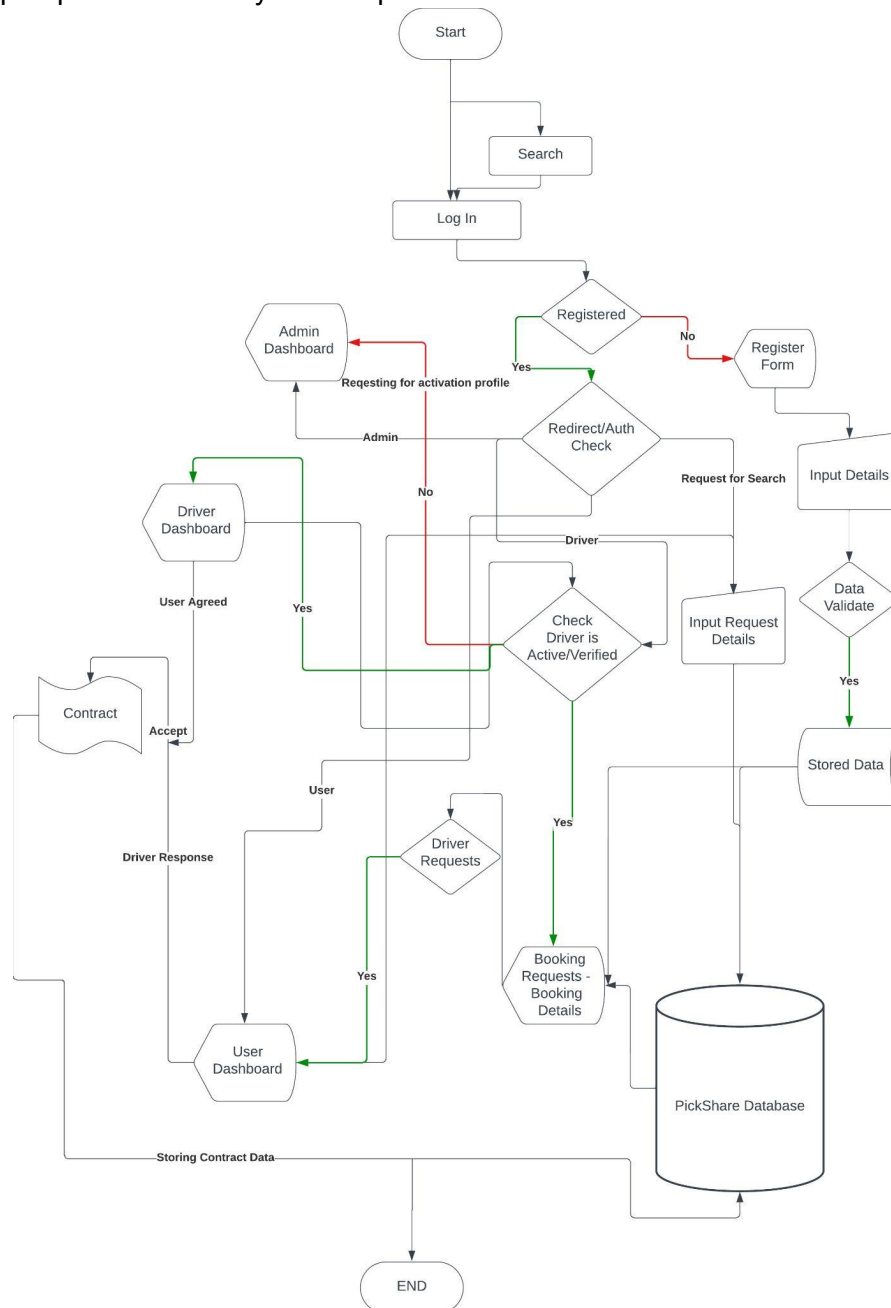 Start
Search
Log In
Registered
Admin
Dashboard
No
Register
Form
Yes
Reqesting for activation profile
Redirect/Auth
Check
Admin
Request for Search
Input Details
No
Driver
Dashboard
Driver
Data
Validate
User Agreed
Yes
Check
Driver is
Active/Verified
Input Request
Details
Yes
Contract
Accept
Stored Data
User
Yes
Driver
Requests
Driver Response
Booking
Requests -
Booking
Details
Yes
User
Dashboard
PickShare Database
Storing Contract Data
END